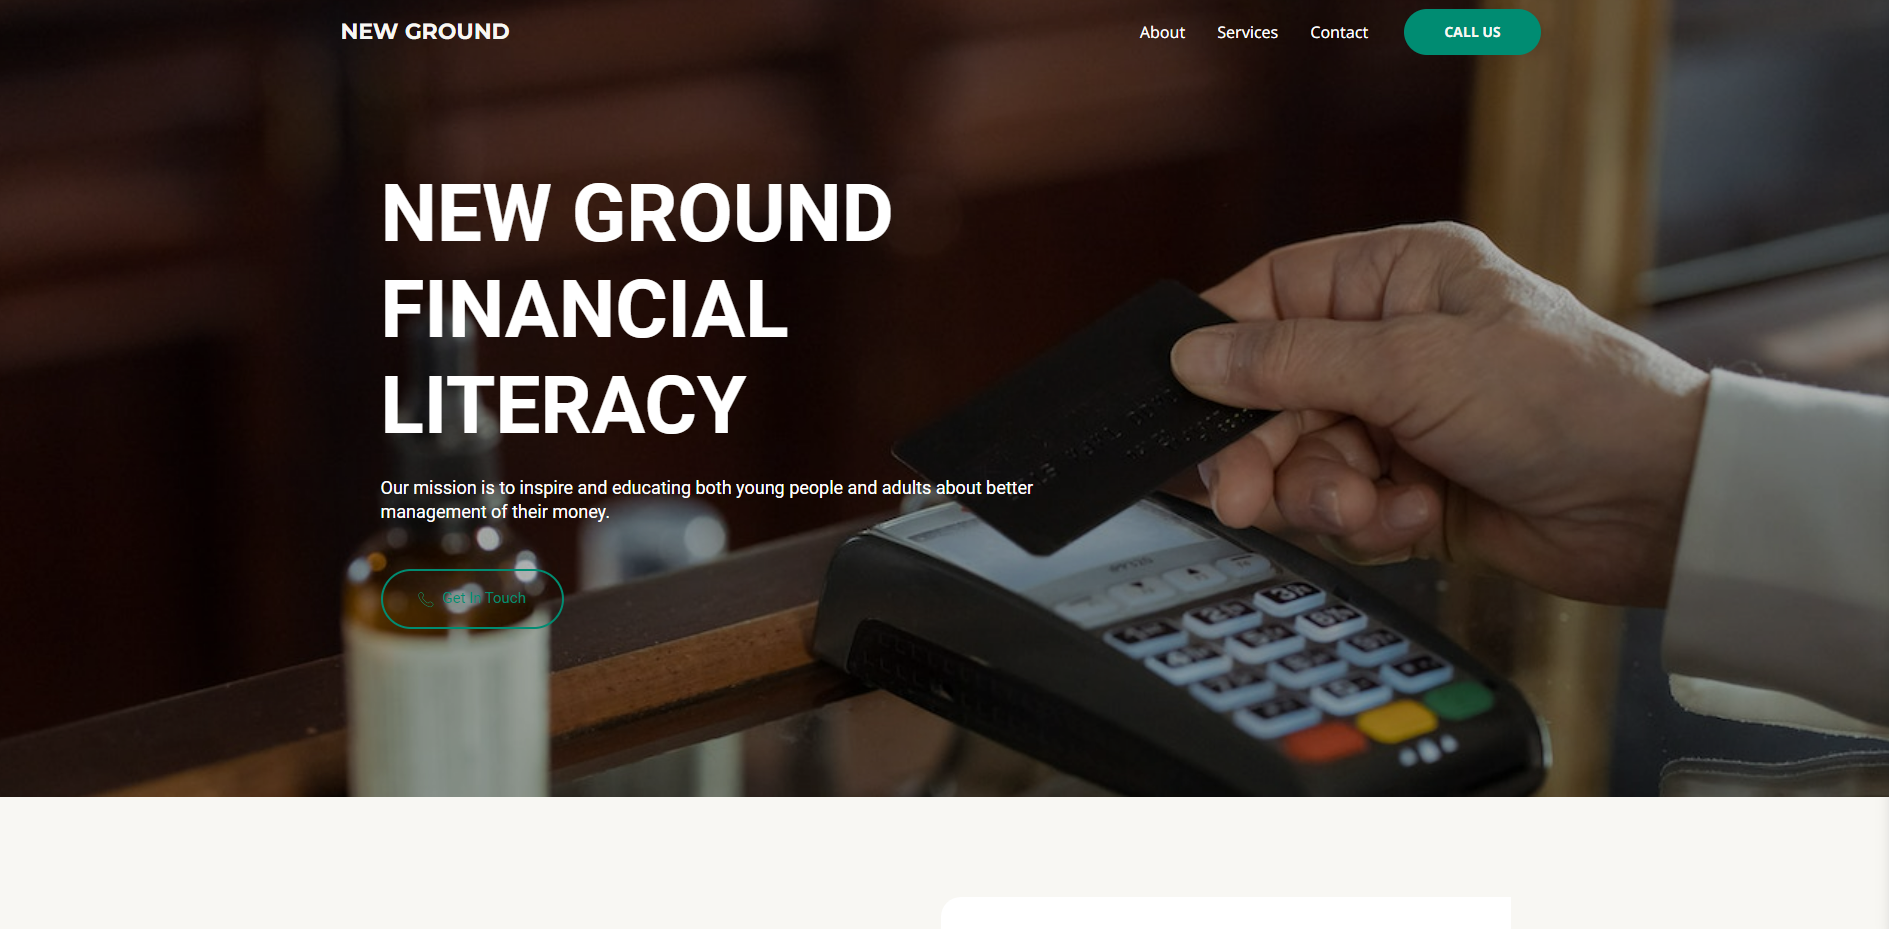 NEW GROUND
About Services Contact CALL US
NEW GROUND
FINANCIAL
LITERACY
Our mission is to inspire and educating both young people and adults about better
management of their money.
Get In Touch